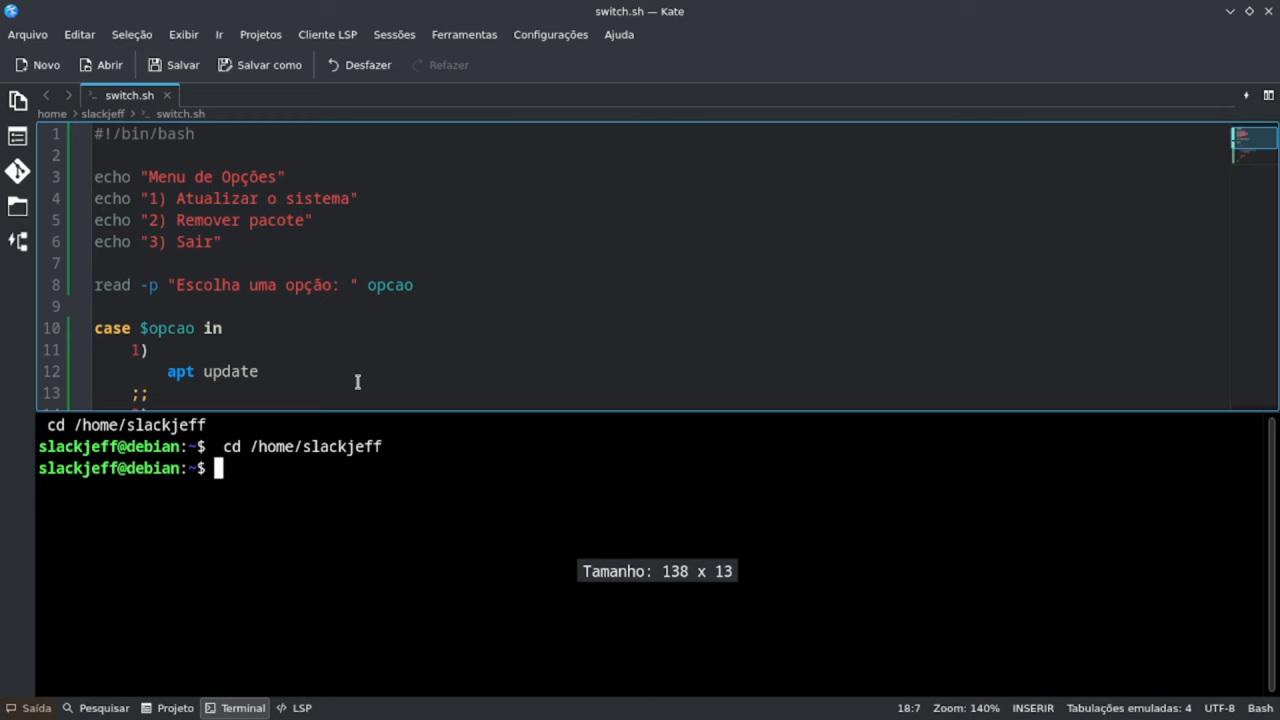 switch.sh — Kate
Arquivo Editar Seleção Exibir Ir Projetos Cliente LSP Sessões Ferramentas Configurações Ajuda
Novo Abrir Salvar Salvar como Desfazer Refazer
switch.sh
home > slackjeff > switch.sh
1 #!/bin/bash
2
3 echo "Menu de Opções"
4 echo "1) Atualizar o sistema"
5 echo "2) Remover pacote"
6 echo "3) Sair"
7
8 read -p "Escolha uma opção: " opcao
9
10 case $opcao in
11 1)
12 apt update
13 ;;
cd /home/slackjeff
slackjeff@debian:~$  cd /home/slackjeff
slackjeff@debian:~$
Tamanho: 138 x 13
Saída Pesquisar Projeto Terminal LSP 18:7 Zoom: 140% INSERIR Tabulações emuladas: 4 UTF-8 Bash